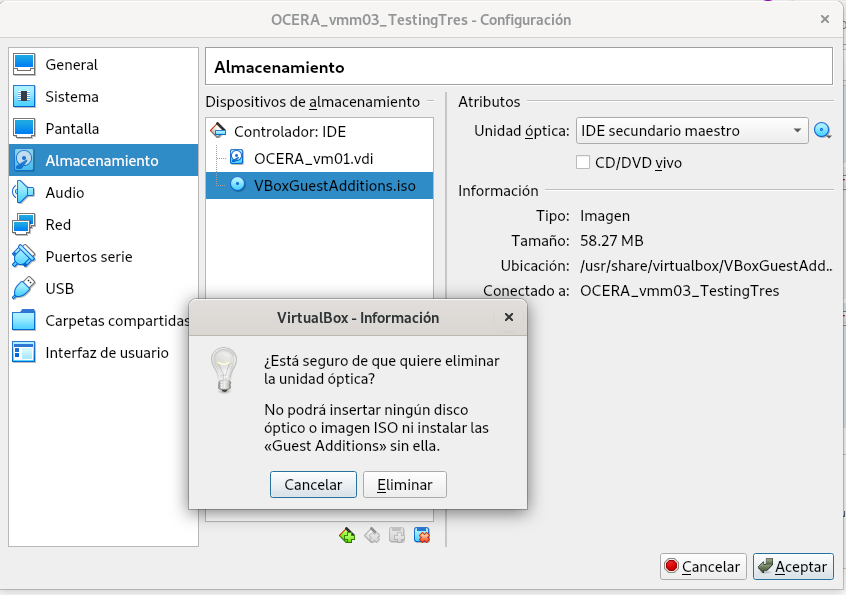 OCERA_vmm03_TestingTres - Configuración
General
Sistema
Pantalla
Almacenamiento
Audio
Red
Puertos serie
USB
Carpetas compartidas
Interfaz de usuario
Almacenamiento
Dispositivos de almacenamiento
Controlador: IDE
OCERA_vm01.vdi
VBoxGuestAdditions.iso
Atributos
Unidad óptica: IDE secundario maestro
CD/DVD vivo
Información
Tipo: Imagen
Tamaño: 58.27 MB
Ubicación: /usr/share/virtualbox/VBoxGuestAdd..
Conectado a: OCERA_vmm03_TestingTres
VirtualBox - Información
¿Está seguro de que quiere eliminar
la unidad óptica?
No podrá insertar ningún disco
óptico o imagen ISO ni instalar las
«Guest Additions» sin ella.
Cancelar Eliminar
Cancelar Aceptar